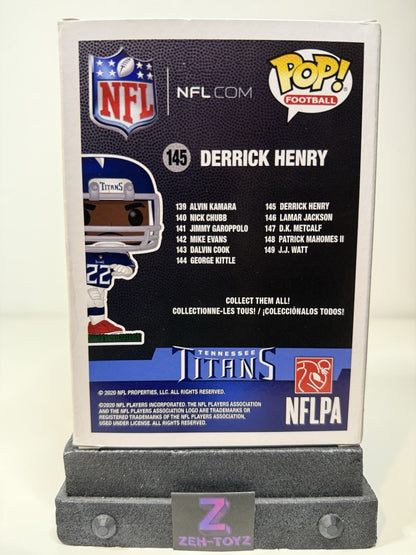 NFL
NFL.COM
POP!
FOOTBALL
145 DERRICK HENRY
TITANS
22
139 ALVIN KAMARA
140 NICK CHUBB
141 JIMMY GAROPPOLO
142 MIKE EVANS
143 DALVIN COOK
144 GEORGE KITTLE
145 DERRICK HENRY
146 LAMAR JACKSON
147 D.K. METCALF
148 PATRICK MAHOMES II
149 J.J. WATT
COLLECT THEM ALL!
COLLECTIONNE-LES TOUS! / ¡COLECCIÓNALOS TODOS!
TENNESSEE
TITANS
NFLPA
© 2020 NFL PROPERTIES, LLC. ALL RIGHTS RESERVED.
©2020 NFL PLAYERS INCORPORATED. THE NFL PLAYERS ASSOCIATION
AND THE NFL PLAYERS ASSOCIATION LOGO ARE TRADEMARKS OR
REGISTERED TRADEMARKS OF THE NFL PLAYERS ASSOCIATION.
USED UNDER LICENSE. ALL RIGHTS RESERVED.
Z
ZEH-TOYZ